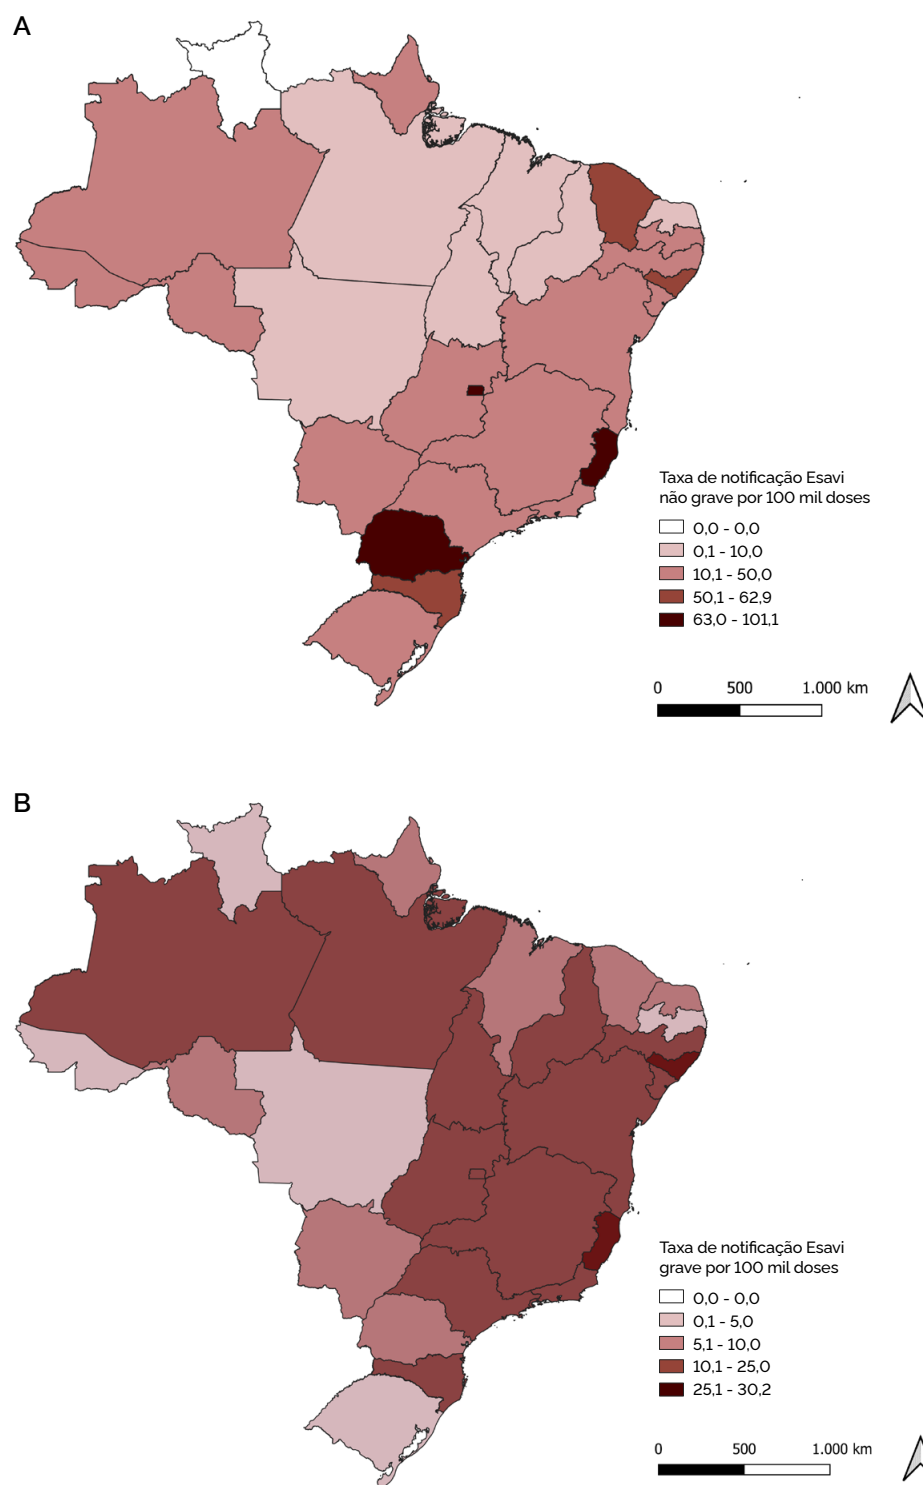 A
Taxa de notificação Esavi
não grave por 100 mil doses
0,0 - 0,0
0,1 - 10,0
10,1 - 50,0
50,1 - 62,9
63,0 - 101,1
0 500 1.000 km
B
Taxa de notificação Esavi
grave por 100 mil doses
0,0 - 0,0
0,1 - 5,0
5,1 - 10,0
10,1 - 25,0
25,1 - 30,2
0 500 1.000 km